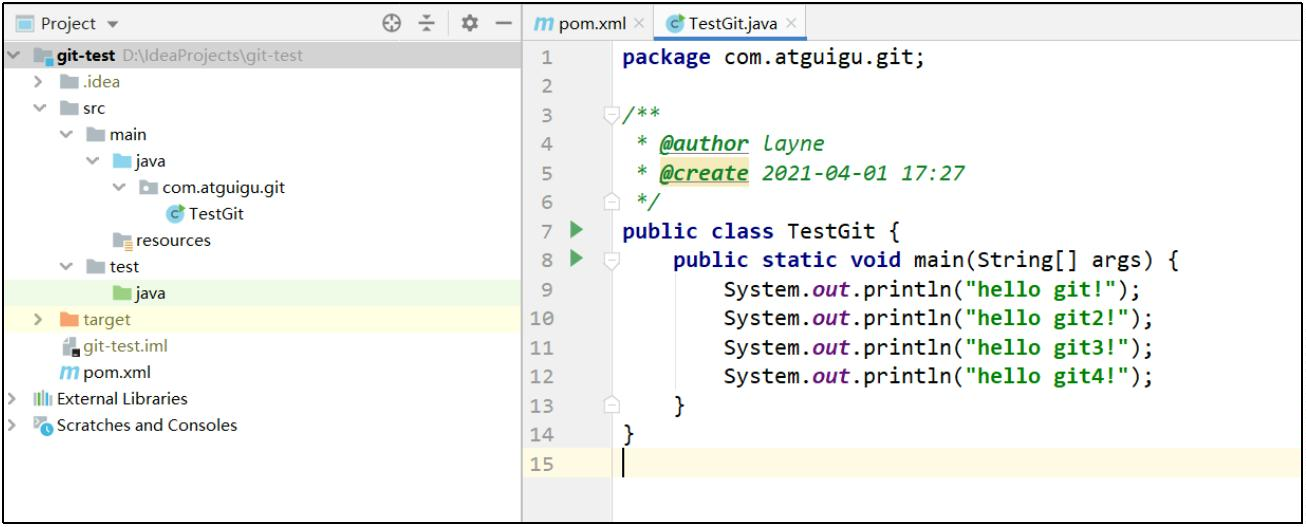 Project
git-test D:\IdeaProjects\git-test
.idea
src
main
java
com.atguigu.git
TestGit
resources
test
java
target
git-test.iml
pom.xml
External Libraries
Scratches and Consoles
pom.xml TestGit.java
1 package com.atguigu.git;
2
3 /**
4 * @author layne
5 * @create 2021-04-01 17:27
6 */
7 public class TestGit {
8 public static void main(String[] args) {
9 System.out.println("hello git!");
10 System.out.println("hello git2!");
11 System.out.println("hello git3!");
12 System.out.println("hello git4!");
13 }
14 }
15